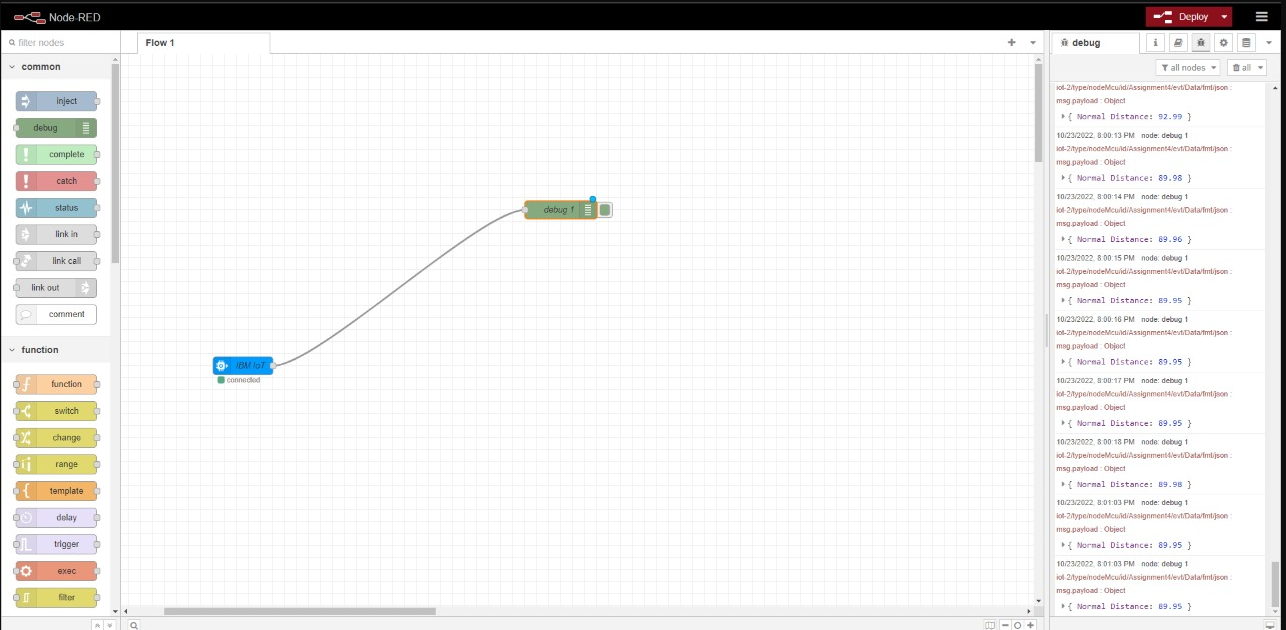 Node-RED
Deploy
filter nodes
Flow 1
debug
i
all nodes
all
common
inject
debug
complete
catch
status
link in
link call
link out
comment
function
function
switch
change
range
template
delay
trigger
exec
filter
debug 1
IBM IoT
connected
iot-2/type/nodeMcu/id/Assignment4/evt/Data/fmt/json :
msg.payload : Object
{ Normal Distance: 92.99 }
10/23/2022, 8:00:13 PM node: debug 1
iot-2/type/nodeMcu/id/Assignment4/evt/Data/fmt/json :
msg.payload : Object
{ Normal Distance: 89.98 }
10/23/2022, 8:00:14 PM node: debug 1
iot-2/type/nodeMcu/id/Assignment4/evt/Data/fmt/json :
msg.payload : Object
{ Normal Distance: 89.96 }
10/23/2022, 8:00:15 PM node: debug 1
iot-2/type/nodeMcu/id/Assignment4/evt/Data/fmt/json :
msg.payload : Object
{ Normal Distance: 89.95 }
10/23/2022, 8:00:16 PM node: debug 1
iot-2/type/nodeMcu/id/Assignment4/evt/Data/fmt/json :
msg.payload : Object
{ Normal Distance: 89.95 }
10/23/2022, 8:00:17 PM node: debug 1
iot-2/type/nodeMcu/id/Assignment4/evt/Data/fmt/json :
msg.payload : Object
{ Normal Distance: 89.95 }
10/23/2022, 8:00:18 PM node: debug 1
iot-2/type/nodeMcu/id/Assignment4/evt/Data/fmt/json :
msg.payload : Object
{ Normal Distance: 89.98 }
10/23/2022, 8:01:03 PM node: debug 1
iot-2/type/nodeMcu/id/Assignment4/evt/Data/fmt/json :
msg.payload : Object
{ Normal Distance: 89.95 }
10/23/2022, 8:01:03 PM node: debug 1
iot-2/type/nodeMcu/id/Assignment4/evt/Data/fmt/json :
msg.payload : Object
{ Normal Distance: 89.95 }